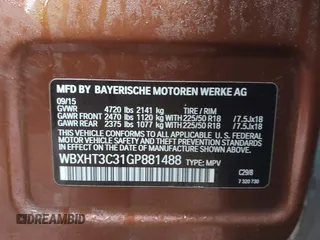 MFD BY BAYERISCHE MOTOREN WERKE AG
09/15
GVWR 4720 lbs 2141 kg TIRE / RIM
GAWR FRONT 2470 lbs 1120 kg WITH 225/50 R18 /7.5Jx18
GAWR REAR 2375 lbs 1077 kg WITH 225/50 R18 /7.5Jx18
THIS VEHICLE CONFORMS TO ALL APPLICABLE U. S. FEDERAL
MOTOR VEHICLE SAFETY, BUMPER, AND THEFT PREVENTION
STANDARDS IN EFFECT ON THE DATE OF MANUFACTURE SHOWN ABOVE.
WBXHT3C31GP881488 TYPE: MPV
C29/8
7 320 730
DREAMBID